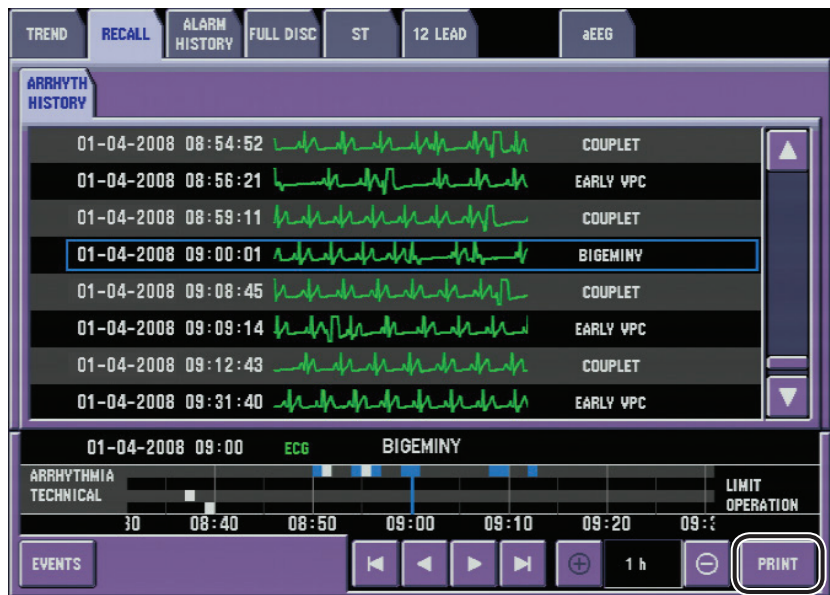 TREND RECALL ALARM HISTORY FULL DISC ST 12 LEAD aEEG
ARRHYTH HISTORY
01-04-2008 08:54:52 COUPLET
01-04-2008 08:56:21 EARLY VPC
01-04-2008 08:59:11 COUPLET
01-04-2008 09:00:01 BIGEMINY
01-04-2008 09:08:45 COUPLET
01-04-2008 09:09:14 EARLY VPC
01-04-2008 09:12:43 COUPLET
01-04-2008 09:31:40 EARLY VPC
01-04-2008 09:00 ECG BIGEMINY
ARRHYTHMIA
TECHNICAL
LIMIT
OPERATION
30 08:40 08:50 09:00 09:10 09:20 09:
EVENTS 1 h PRINT